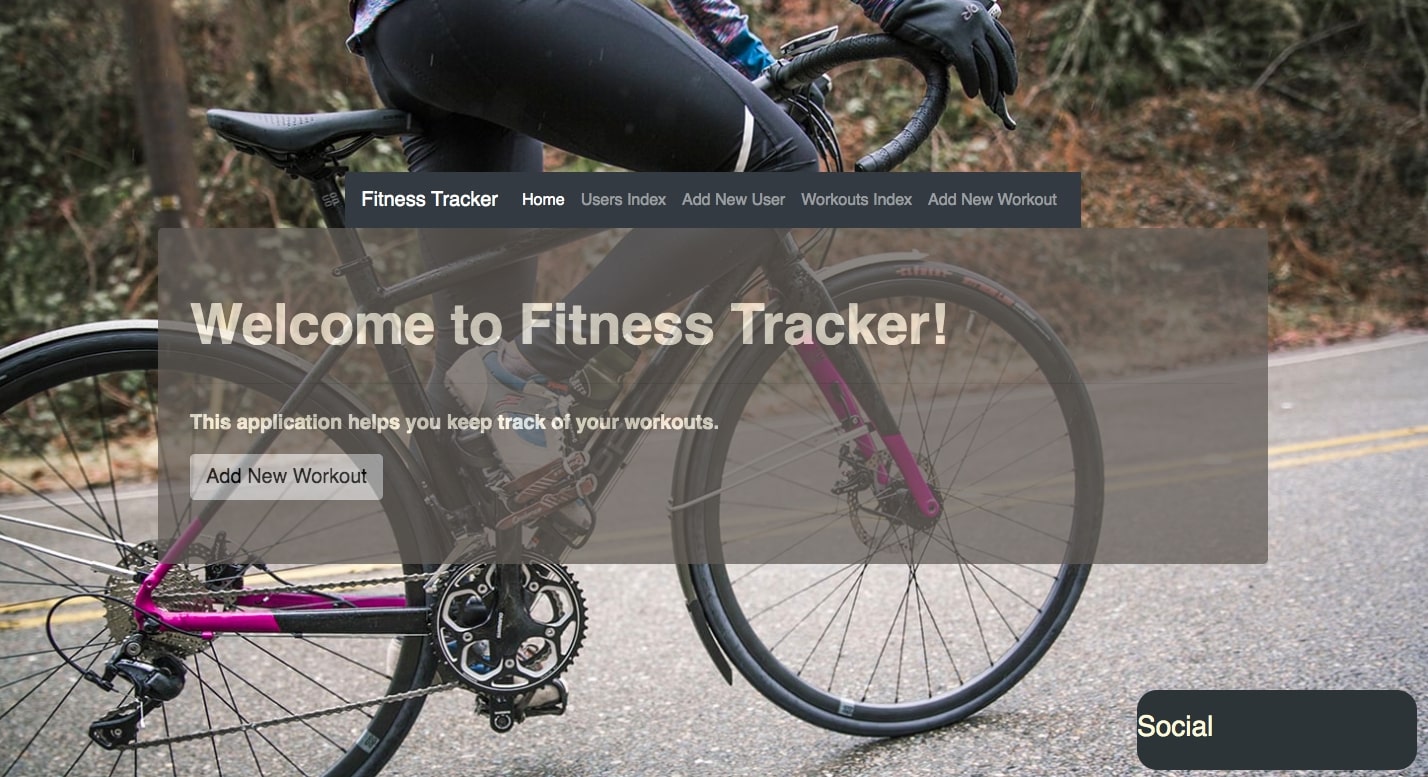 Fitness Tracker Home Users Index Add New User Workouts Index Add New Workout
Welcome to Fitness Tracker!
This application helps you keep track of your workouts.
Add New Workout
Social